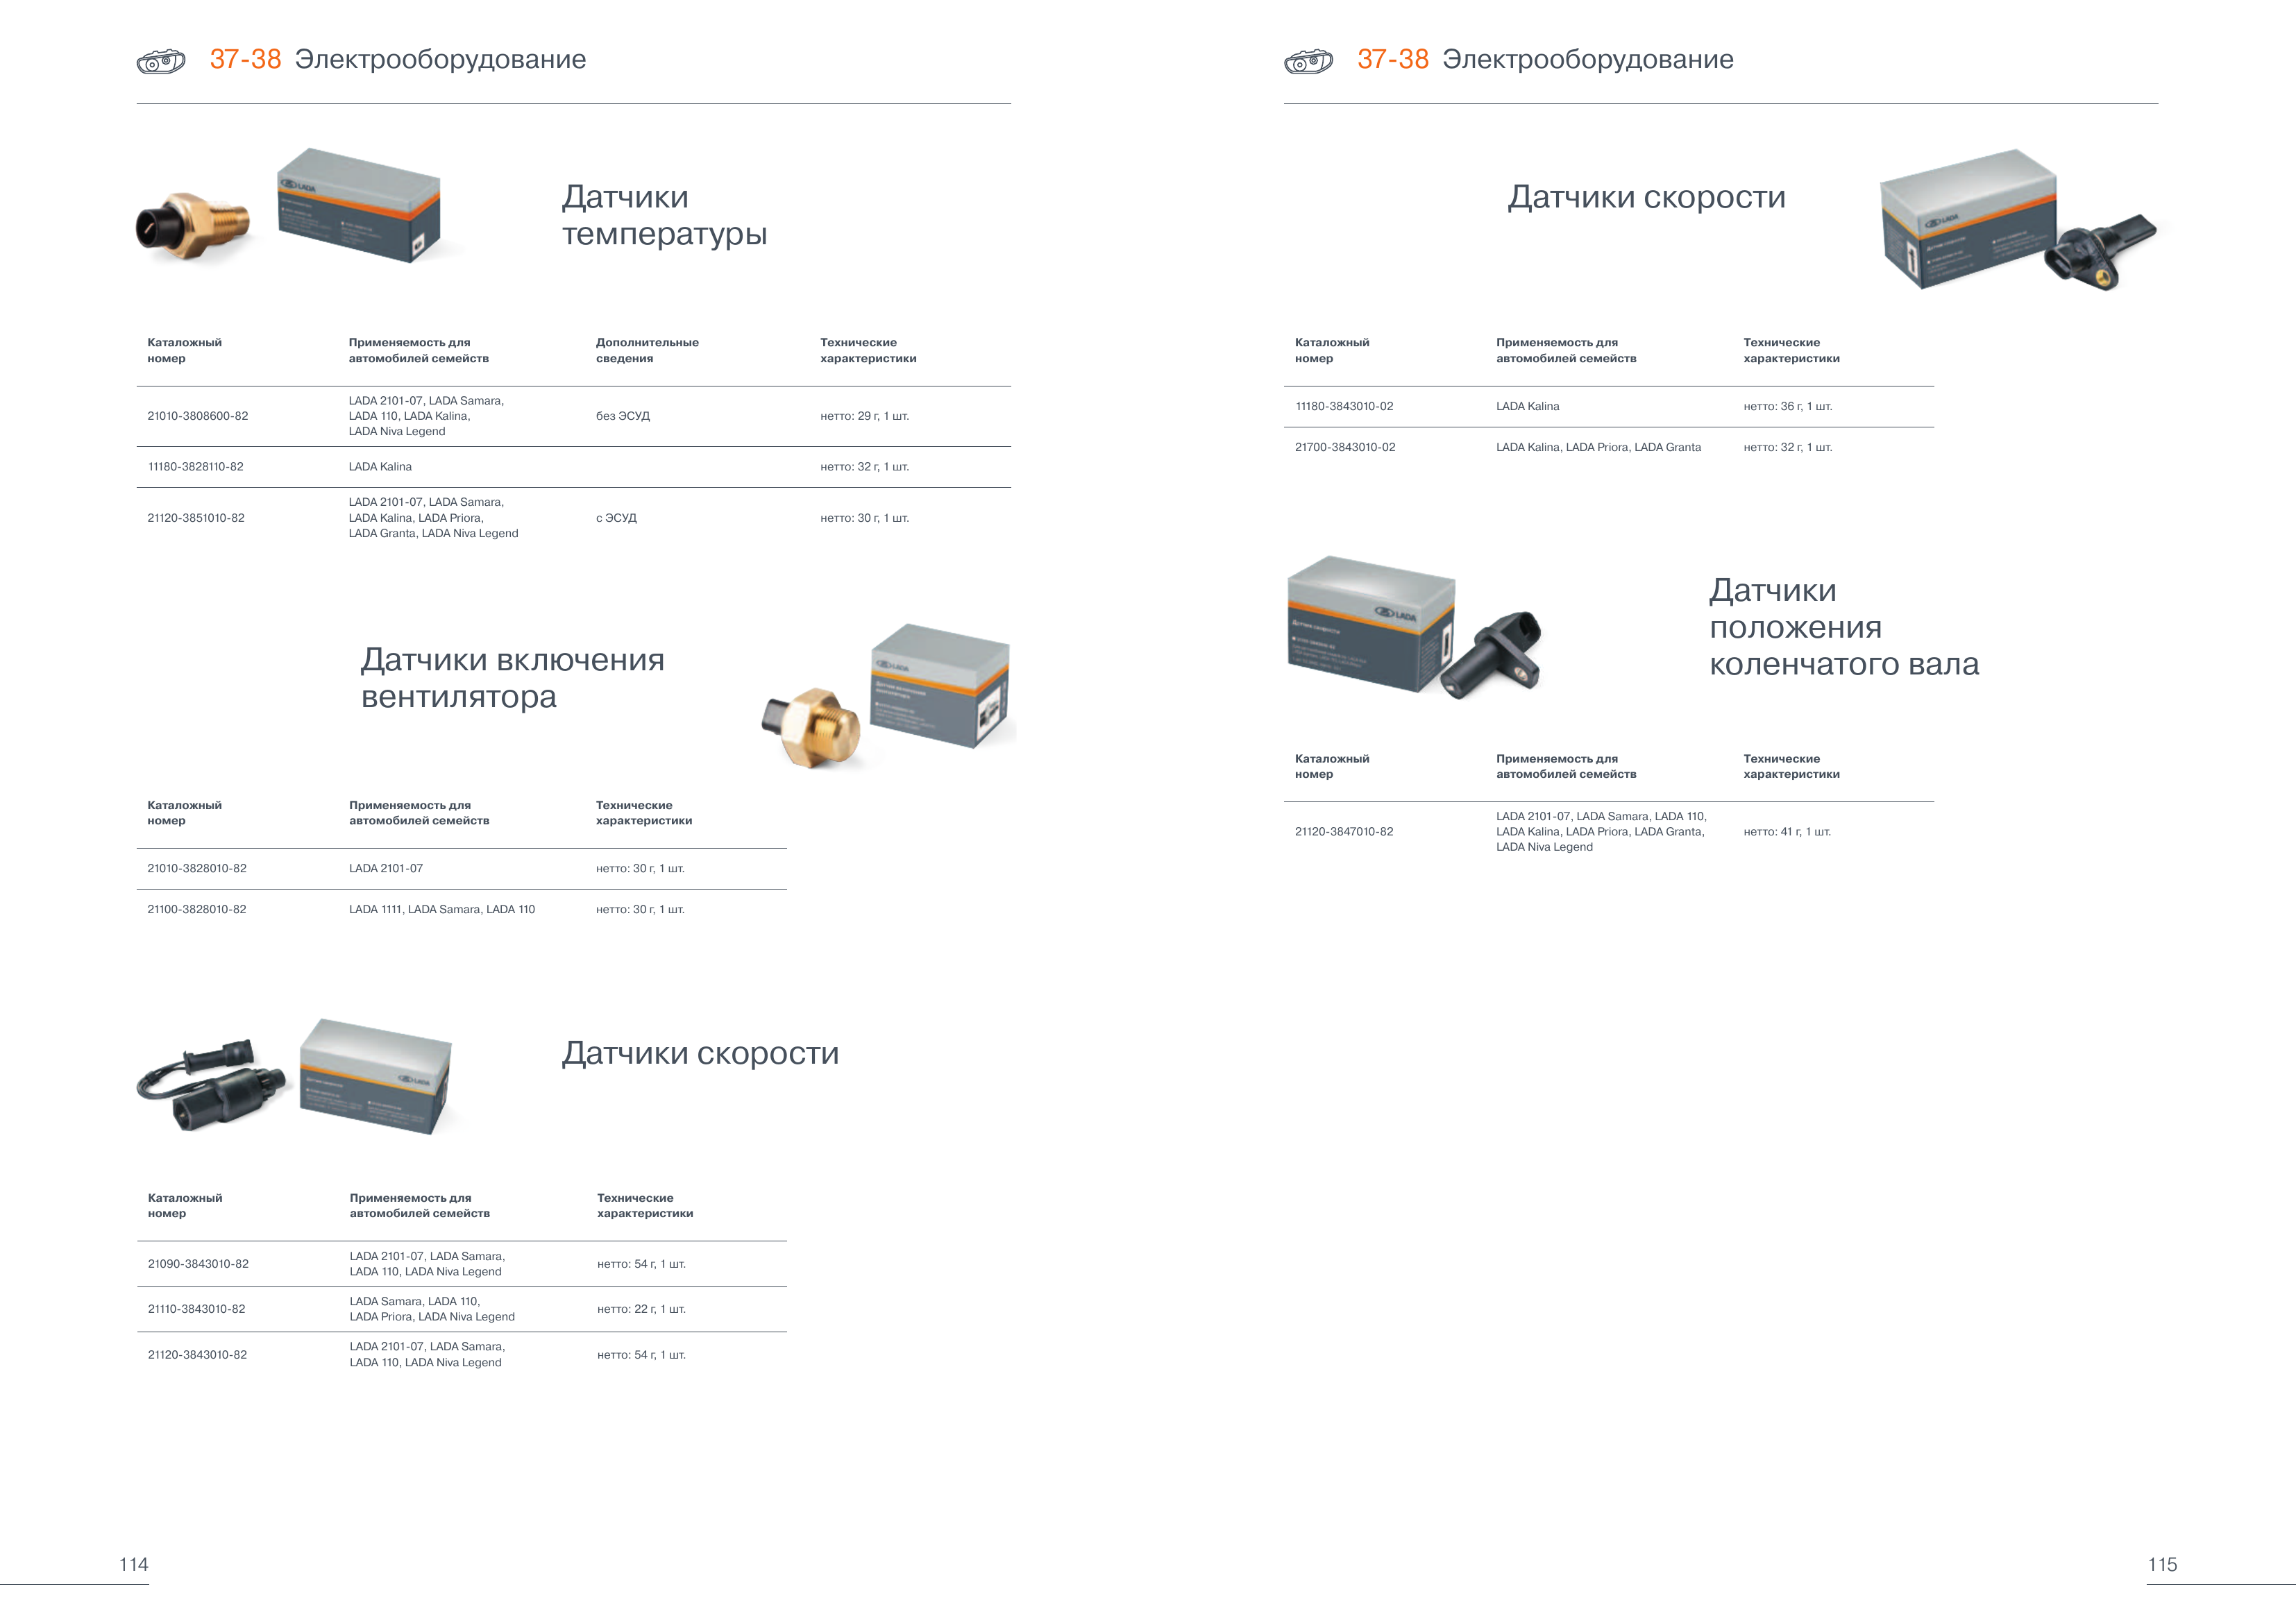 37-38 Электрооборудование
LADA
Датчики
температуры
Каталожный
номер
Применяемость для
автомобилей семейств
Дополнительные
сведения
Технические
характеристики
21010-3808600-82
LADA 2101-07, LADA Samara,
LADA 110, LADA Kalina,
LADA Niva Legend
без ЭСУД
нетто: 29 г, 1 шт.
11180-3828110-82
LADA Kalina
нетто: 32 г, 1 шт.
21120-3851010-82
LADA 2101-07, LADA Samara,
LADA Kalina, LADA Priora,
LADA Granta, LADA Niva Legend
с ЭСУД
нетто: 30 г, 1 шт.
Датчики включения
вентилятора
LADA
Каталожный
номер
Применяемость для
автомобилей семейств
Технические
характеристики
21010-3828010-82
LADA 2101-07
нетто: 30 г, 1 шт.
21100-3828010-82
LADA 1111, LADA Samara, LADA 110
нетто: 30 г, 1 шт.
LADA
Датчики скорости
Каталожный
номер
Применяемость для
автомобилей семейств
Технические
характеристики
21090-3843010-82
LADA 2101-07, LADA Samara,
LADA 110, LADA Niva Legend
нетто: 54 г, 1 шт.
21110-3843010-82
LADA Samara, LADA 110,
LADA Priora, LADA Niva Legend
нетто: 22 г, 1 шт.
21120-3843010-82
LADA 2101-07, LADA Samara,
LADA 110, LADA Niva Legend
нетто: 54 г, 1 шт.
114
37-38 Электрооборудование
Датчики скорости
LADA
Каталожный
номер
Применяемость для
автомобилей семейств
Технические
характеристики
11180-3843010-02
LADA Kalina
нетто: 36 г, 1 шт.
21700-3843010-02
LADA Kalina, LADA Priora, LADA Granta
нетто: 32 г, 1 шт.
LADA
Датчик скорости
Датчики
положения
коленчатого вала
Каталожный
номер
Применяемость для
автомобилей семейств
Технические
характеристики
21120-3847010-82
LADA 2101-07, LADA Samara, LADA 110,
LADA Kalina, LADA Priora, LADA Granta,
LADA Niva Legend
нетто: 41 г, 1 шт.
115